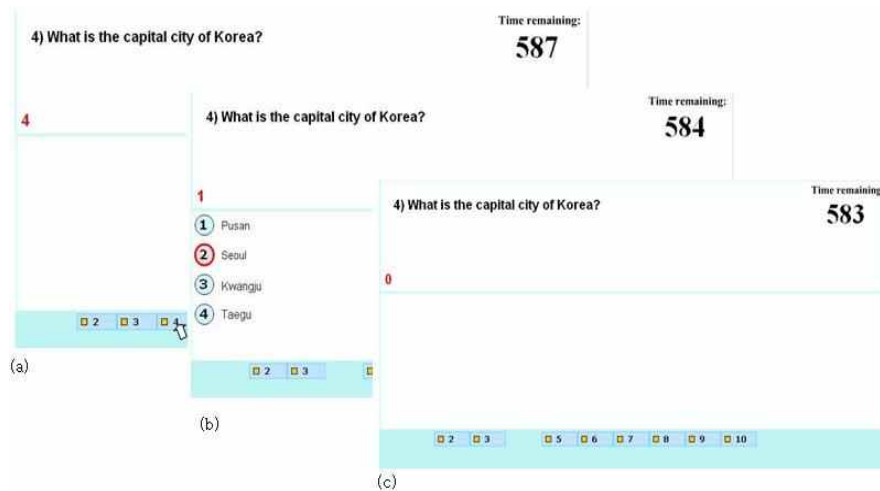 4) What is the capital city of Korea?
Time remaining:
587
4
2 3 4
(a)
4) What is the capital city of Korea?
Time remaining:
584
1
1 Pusan
2 Seoul
3 Kwangju
4 Taegu
2 3
(b)
4) What is the capital city of Korea?
Time remaining
583
0
2 3 5 6 7 8 9 10
(c)